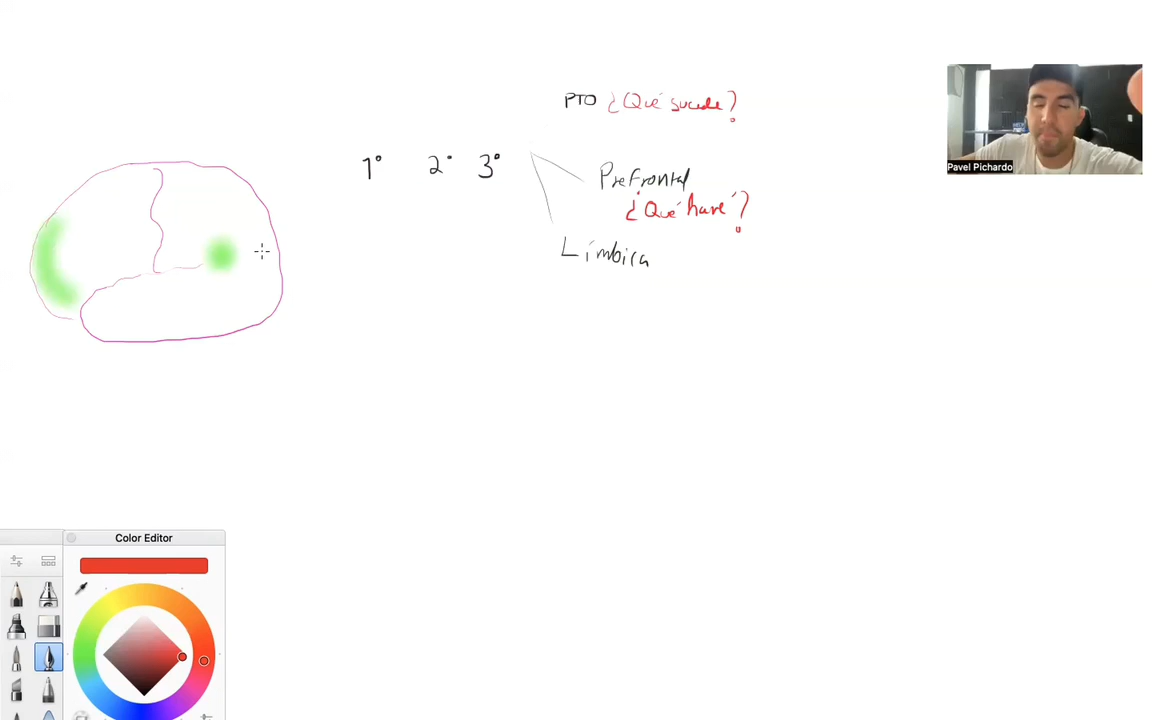 PTO ¿Qué sucede?
1° 2° 3°
Prefrontal
¿Qué haré?
Límbica
Pavel Pichardo
Color Editor